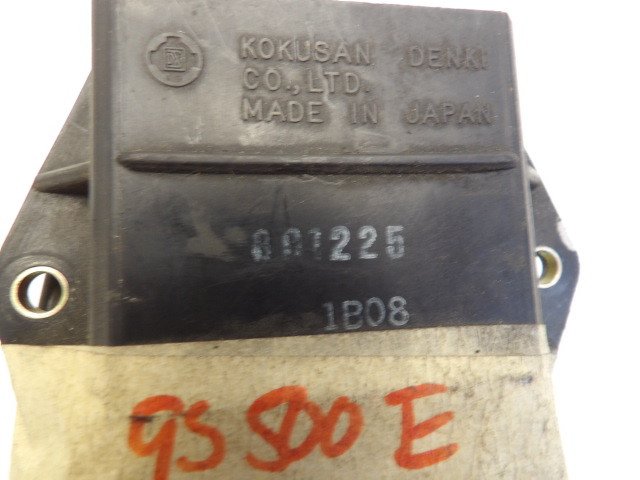 KOKUSAN DENKI
CO., LTD.
MADE IN JAPAN
1B08
GS 500 E